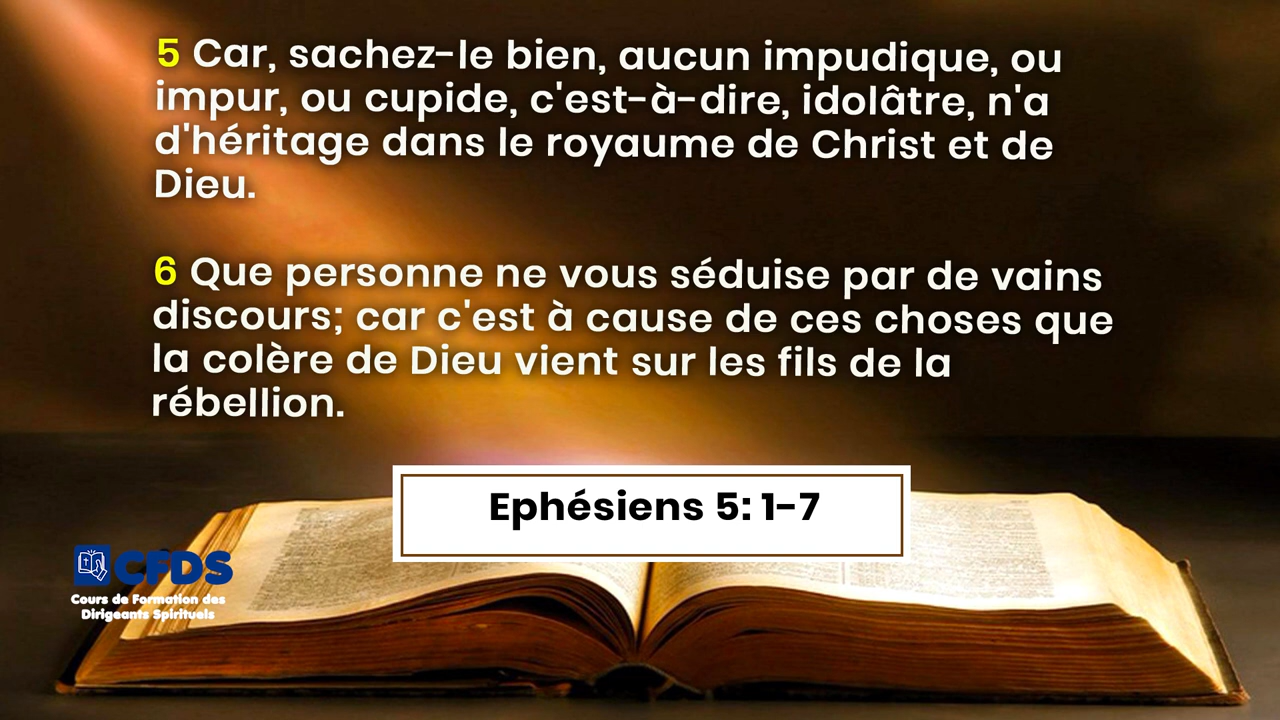 5 Car, sachez-le bien, aucun impudique, ou
impur, ou cupide, c'est-à-dire, idolâtre, n'a
d'héritage dans le royaume de Christ et de
Dieu.
6 Que personne ne vous séduise par de vains
discours; car c'est à cause de ces choses que
la colère de Dieu vient sur les fils de la
rébellion.
Ephésiens 5: 1-7
CFDS
Cours de Formation des
Dirigeants Spirituels